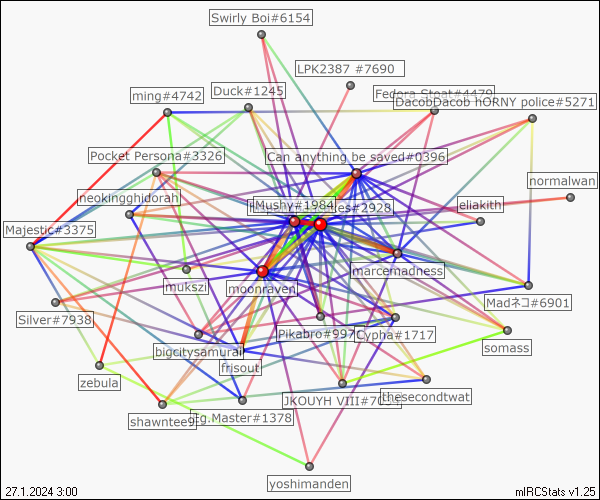 Swirly Boi#6154
LPK2387 #7690
Duck#1245
Fedora Stoat#4479
ming#4742
DacobDacob hORNY police#5271
Pocket Persona#3326
Can anything be saved#0396
normalwan
neokingghidorah
Mushy#1984
es#2928
eliakith
Majestic#3375
marcemadness
mukszi
moonraven
Madネコ#6901
Silver#7938
Pikabro#997
Cypha#1717
somass
bigcitysamurai
frisout
zebula
JKOUYH VIII#70
thesecondtwat
shawntee9
g.Master#1378
yoshimanden
27.1.2024 3:00
mIRCStats v1.25